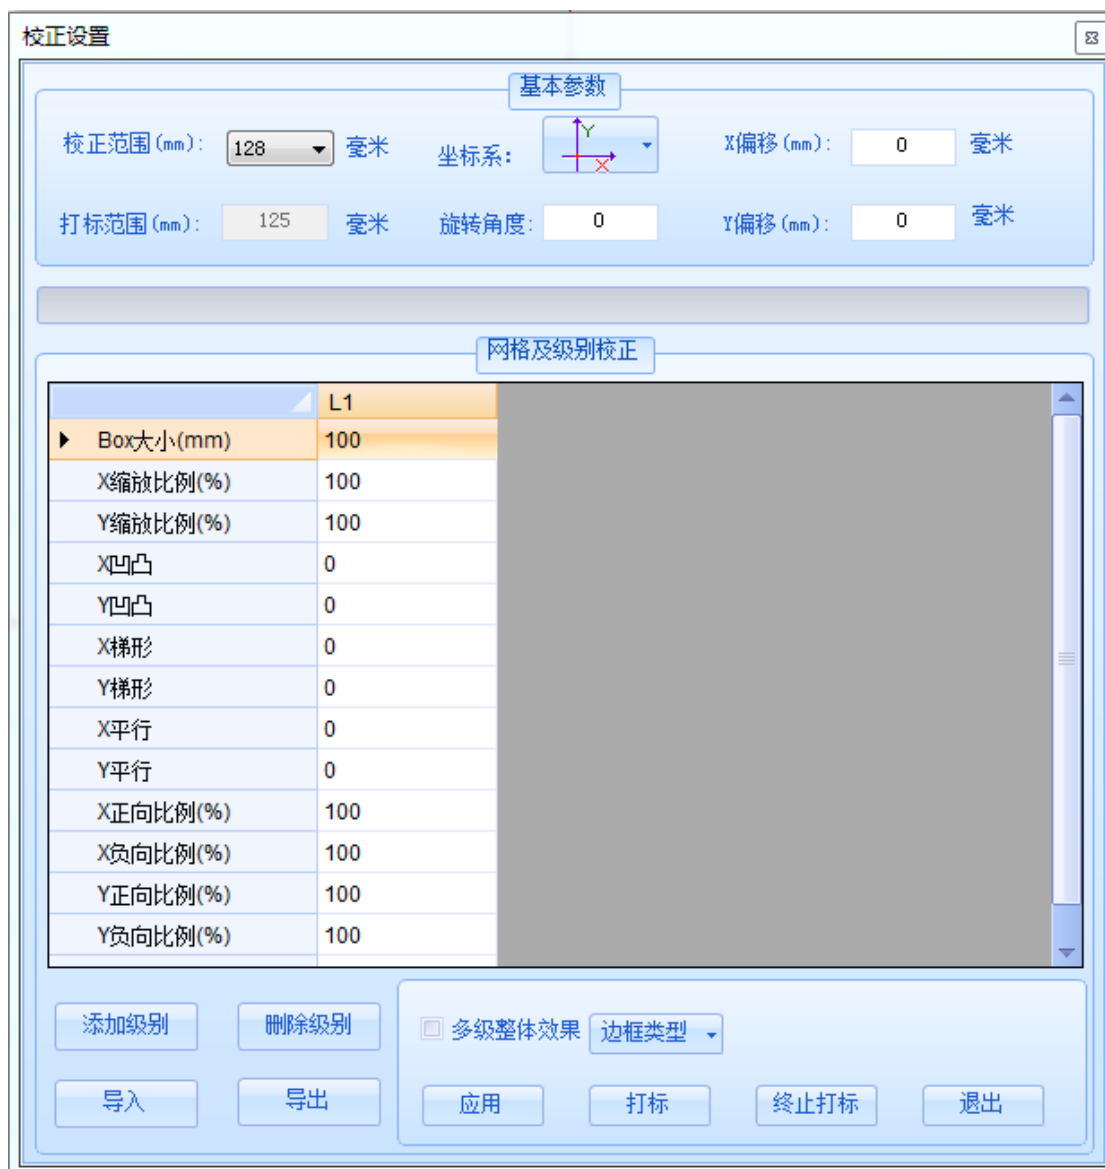 校正设置
基本参数
校正范围(mm): 128 毫米 坐标系: Y X X偏移(mm): 0 毫米
打标范围(mm): 125 毫米 旋转角度: 0 Y偏移(mm): 0 毫米
网格及级别校正
L1
Box大小(mm) 100
X缩放比例(%) 100
Y缩放比例(%) 100
X凹凸 0
Y凹凸 0
X梯形 0
Y梯形 0
X平行 0
Y平行 0
X正向比例(%) 100
X负向比例(%) 100
Y正向比例(%) 100
Y负向比例(%) 100
添加级别 删除级别 多级整体效果 边框类型
导入 导出 应用 打标 终止打标 退出